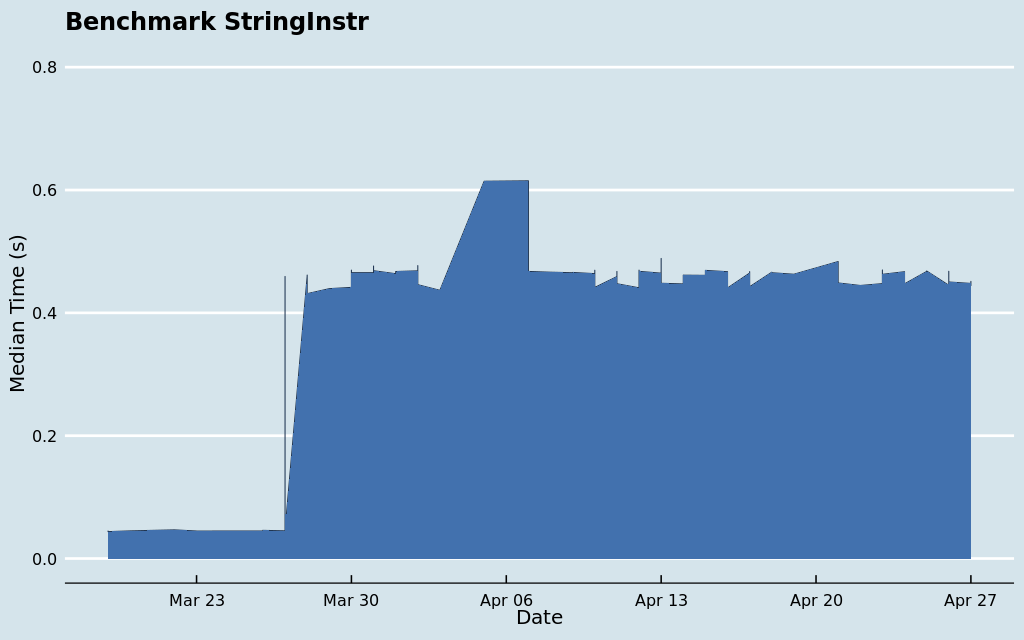 Benchmark StringInstr
0.8
0.6
0.4
0.2
0.0
Median Time (s)
Mar 23
Mar 30
Apr 06
Apr 13
Apr 20
Apr 27
Date